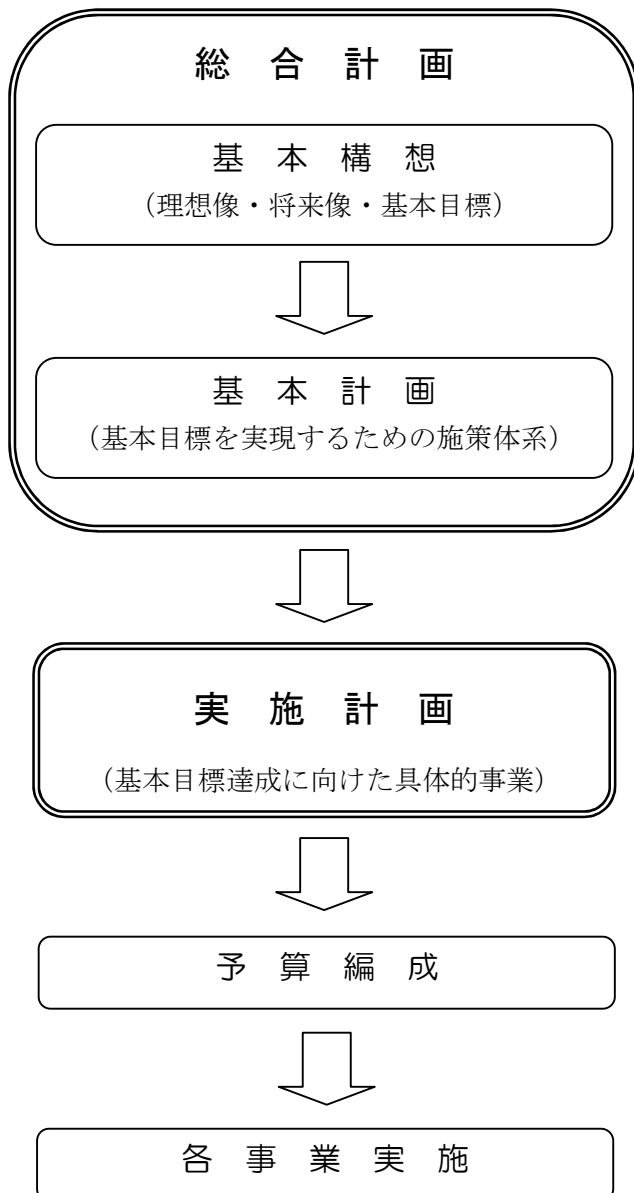 総合計画
基本構想
（理想像・将来像・基本目標）
基本計画
（基本目標を実現するための施策体系）
実施計画
（基本目標達成に向けた具体的事業）
予算編成
各事業実施